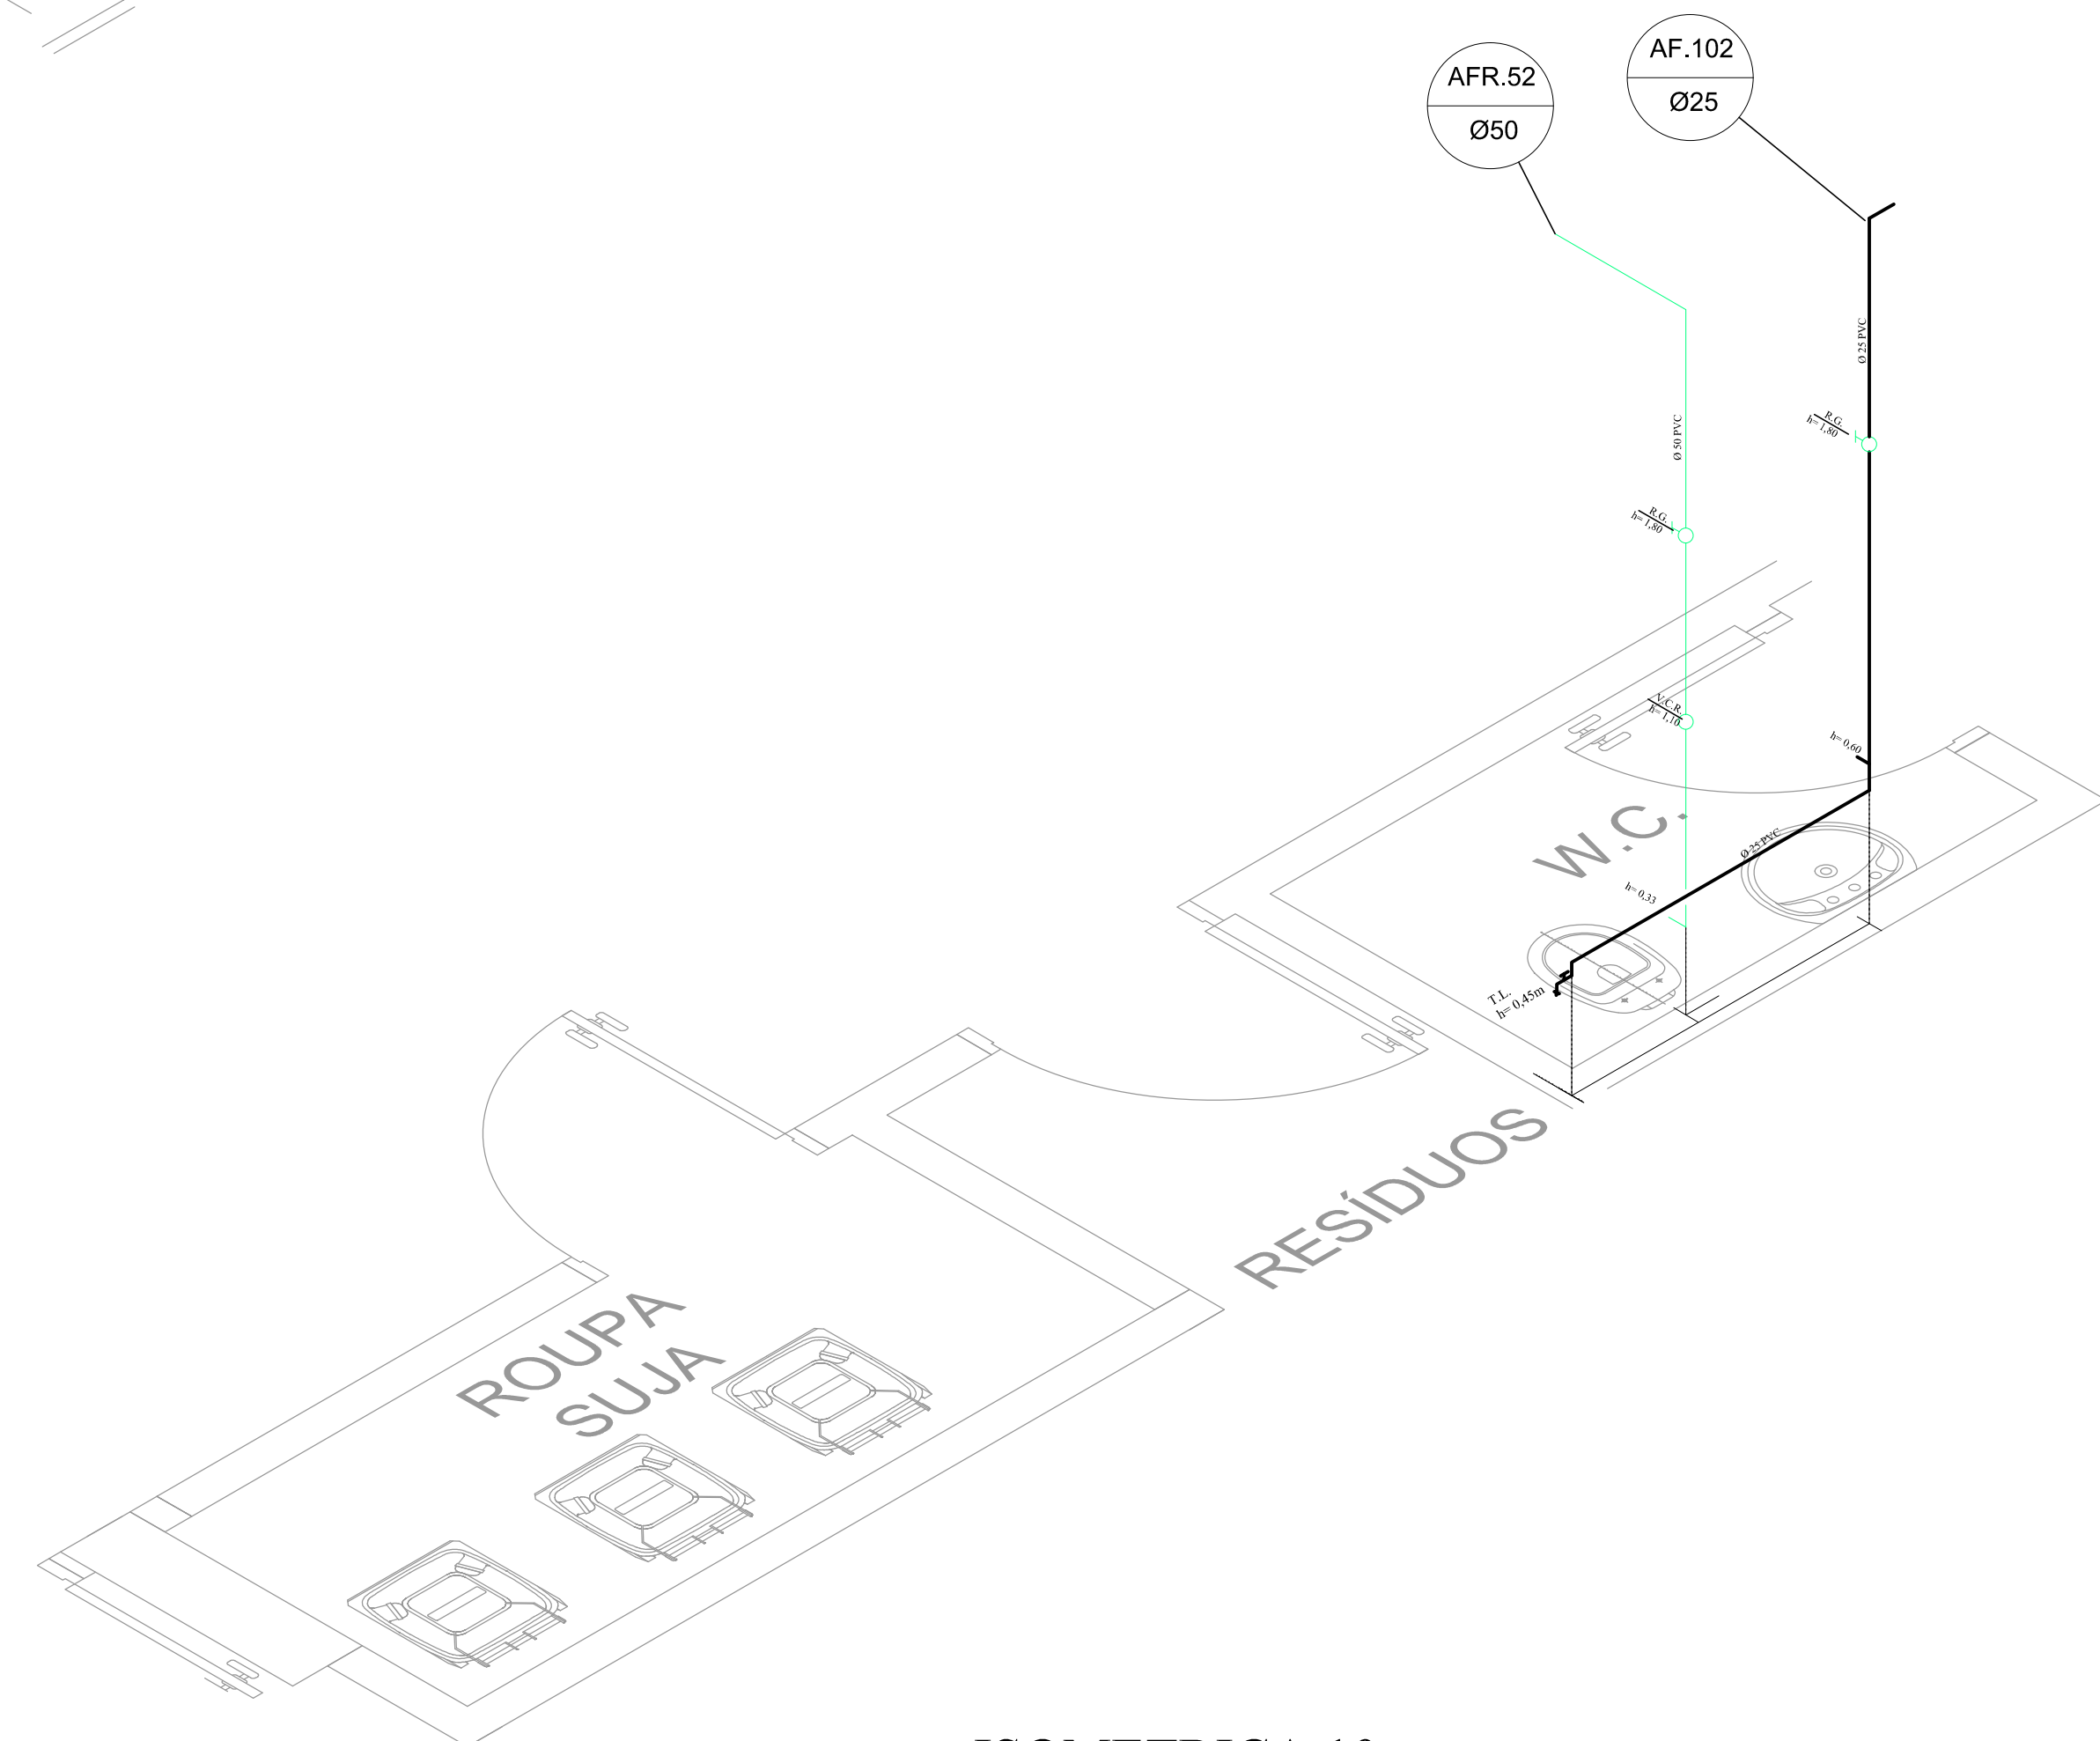 AF.102
Ø25
AFR.52
Ø50
Ø 25 PVC
R.G.
h= 1,80
Ø 50 PVC
R.G.
h= 1,80
V.C.R.
h= 1,10
h= 0,60
W.C.
Ø 25 PVC
h= 0,33
T.L.
h= 0,45m
RESÍDUOS
ROUPA
SUJA